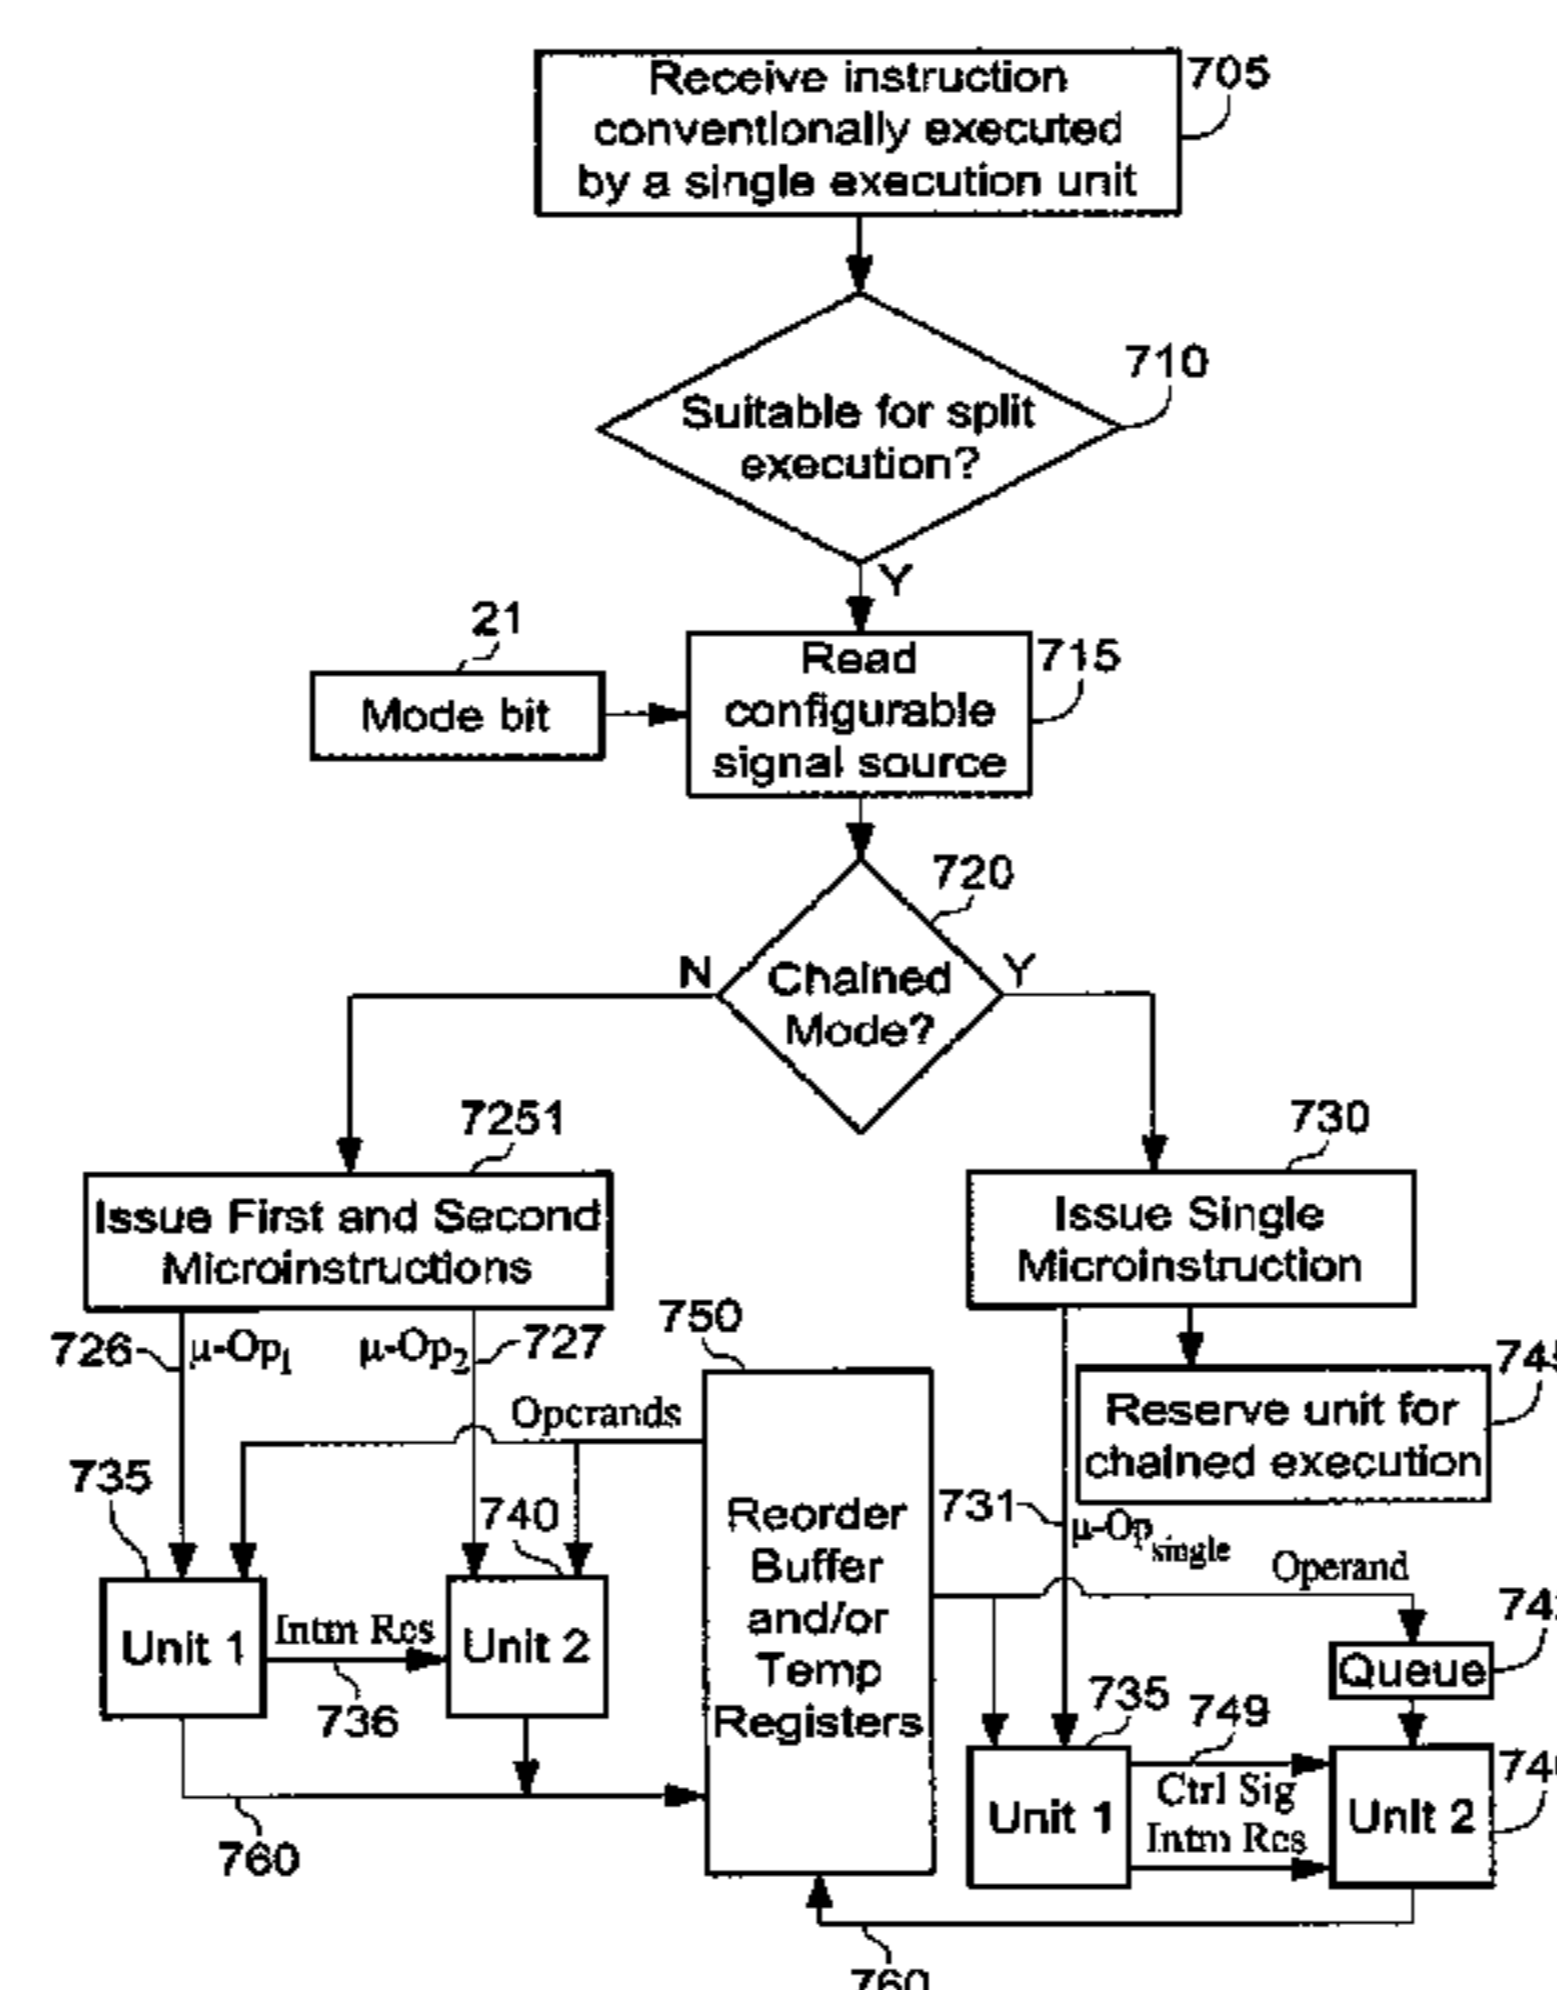 Receive instruction
conventionally executed
by a single execution unit
705
Suitable for split
execution?
710
Y
21
Mode bit
Read
configurable
signal source
715
720
N
Chained
Mode?
Y
7251
Issue First and Second
Microinstructions
730
Issue Single
Microinstruction
726
μ-Op1
μ-Op2
727
750
Reserve unit for
chained execution
Operands
735
740
Reorder
Buffer
and/or
Temp
Registers
731
μ-Opsingle
Operand
Queue
Unit 1
Intm Res
Unit 2
736
735
749
Unit 1
Ctrl Sig
Intm Res
Unit 2
760
760